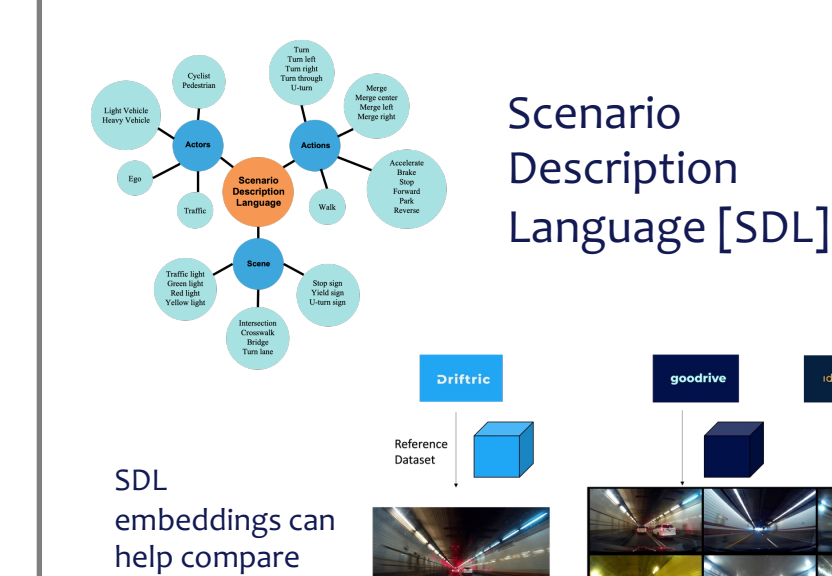 Turn
Turn left
Turn right
Turn through
U-turn
Cyclist
Pedestrian
Merge
Merge center
Merge left
Merge right
Light Vehicle
Heavy Vehicle
Actors
Actions
Ego
Scenario
Description
Language
Accelerate
Brake
Stop
Forward
Park
Reverse
Traffic
Walk
Scene
Traffic light
Green light
Red light
Yellow light
Stop sign
Yield sign
U-turn sign
Intersection
Crosswalk
Bridge
Turn lane
Scenario
Description
Language [SDL]
Driftric
goodrive
Reference
Dataset
SDL
embeddings can
help compare